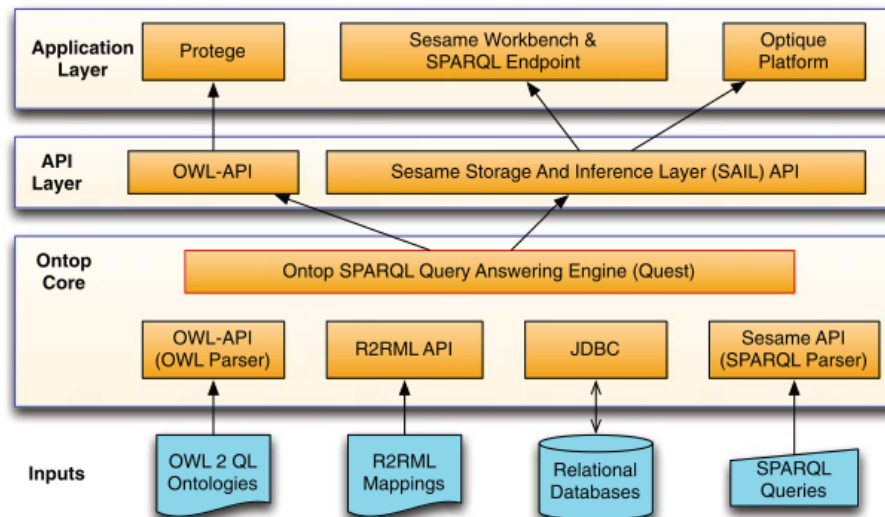 Application
Layer
Protege
Sesame Workbench &
SPARQL Endpoint
Optique
Platform
API
Layer
OWL-API
Sesame Storage And Inference Layer (SAIL) API
Ontop
Core
Ontop SPARQL Query Answering Engine (Quest)
OWL-API
(OWL Parser)
R2RML API
JDBC
Sesame API
(SPARQL Parser)
Inputs
OWL 2 QL
Ontologies
R2RML
Mappings
Relational
Databases
SPARQL
Queries